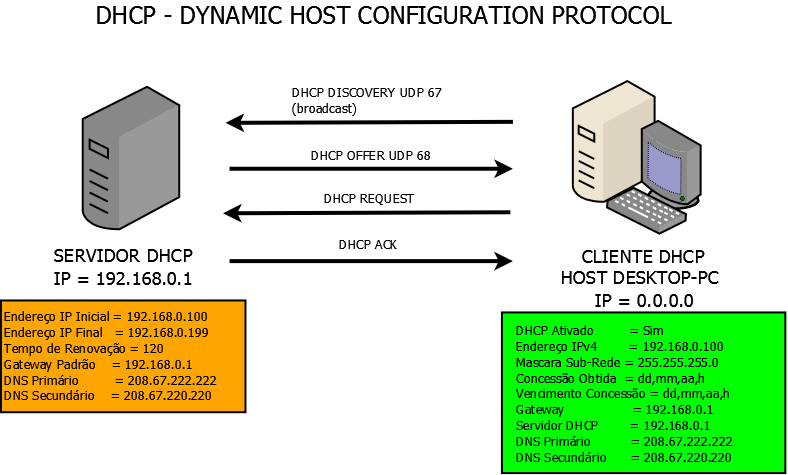 DHCP - DYNAMIC HOST CONFIGURATION PROTOCOL
DHCP DISCOVERY UDP 67
(broadcast)
DHCP OFFER UDP 68
DHCP REQUEST
DHCP ACK
SERVIDOR DHCP
IP = 192.168.0.1
CLIENTE DHCP
HOST DESKTOP-PC
IP = 0.0.0.0
Endereço IP Inicial = 192.168.0.100
Endereço IP Final = 192.168.0.199
Tempo de Renovação = 120
Gateway Padrão = 192.168.0.1
DNS Primário = 208.67.222.222
DNS Secundário = 208.67.220.220
DHCP Ativado = Sim
Endereço IPv4 = 192.168.0.100
Mascara Sub-Rede = 255.255.255.0
Concessão Obtida = dd,mm,aa,h
Vencimento Concessão = dd,mm,aa,h
Gateway = 192.168.0.1
Servidor DHCP = 192.168.0.1
DNS Primário = 208.67.222.222
DNS Secundário = 208.67.220.220